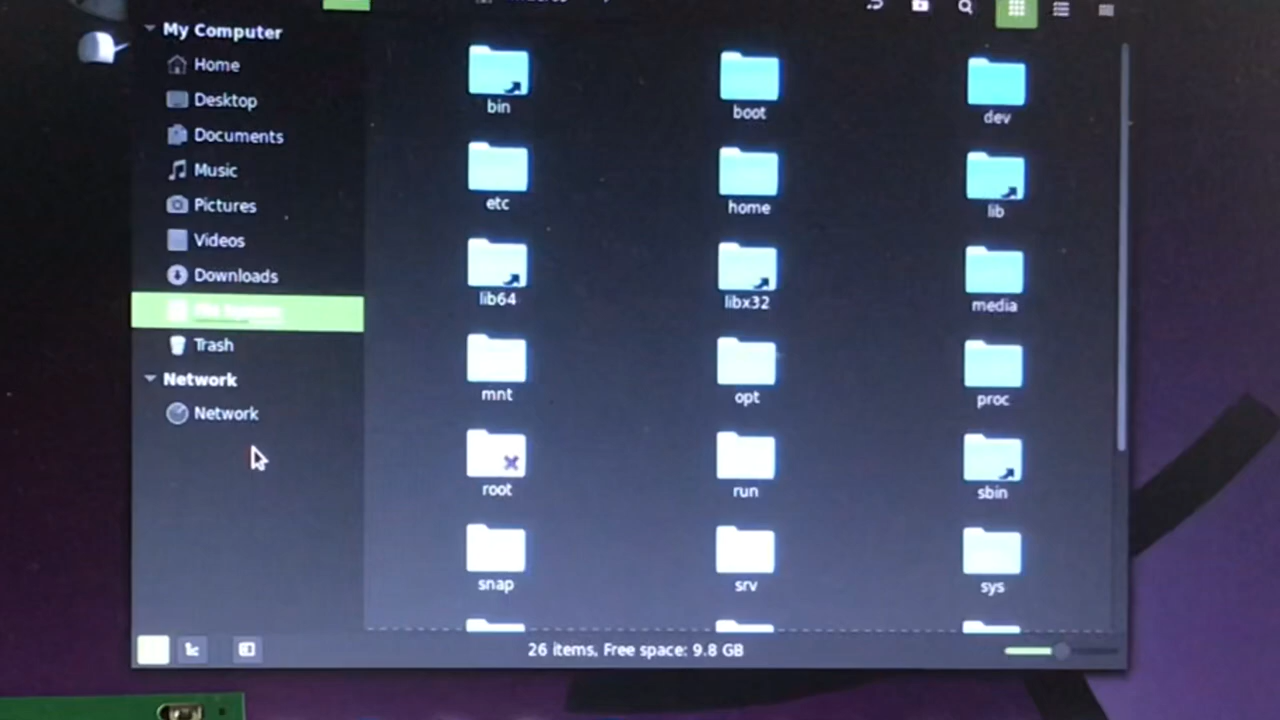 My Computer
Home
Desktop
Documents
Music
Pictures
Videos
Downloads
Trash
Network
Network
bin
boot
dev
etc
home
lib
lib64
libx32
media
mnt
opt
proc
root
run
sbin
snap
srv
sys
26 items, Free space: 9.8 GB